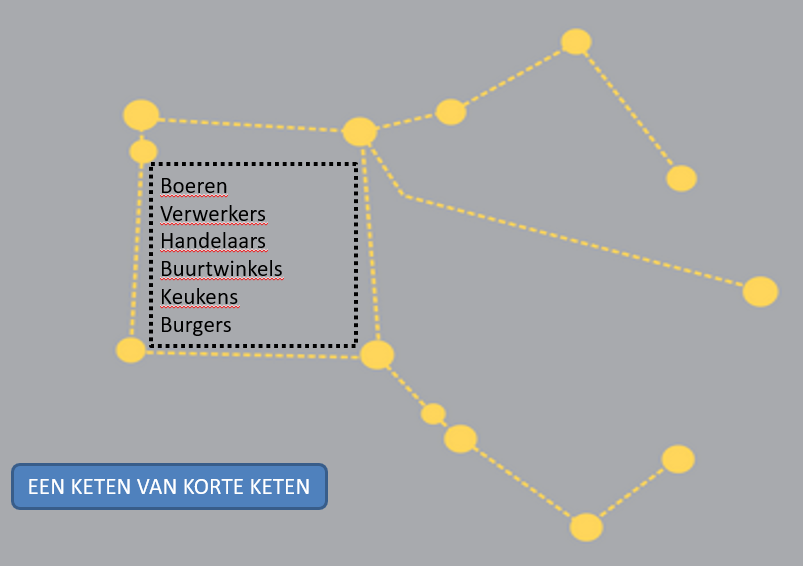 Boeren
Verwerkers
Handelaars
Buurtwinkels
Keukens
Burgers
EEN KETEN VAN KORTE KETEN